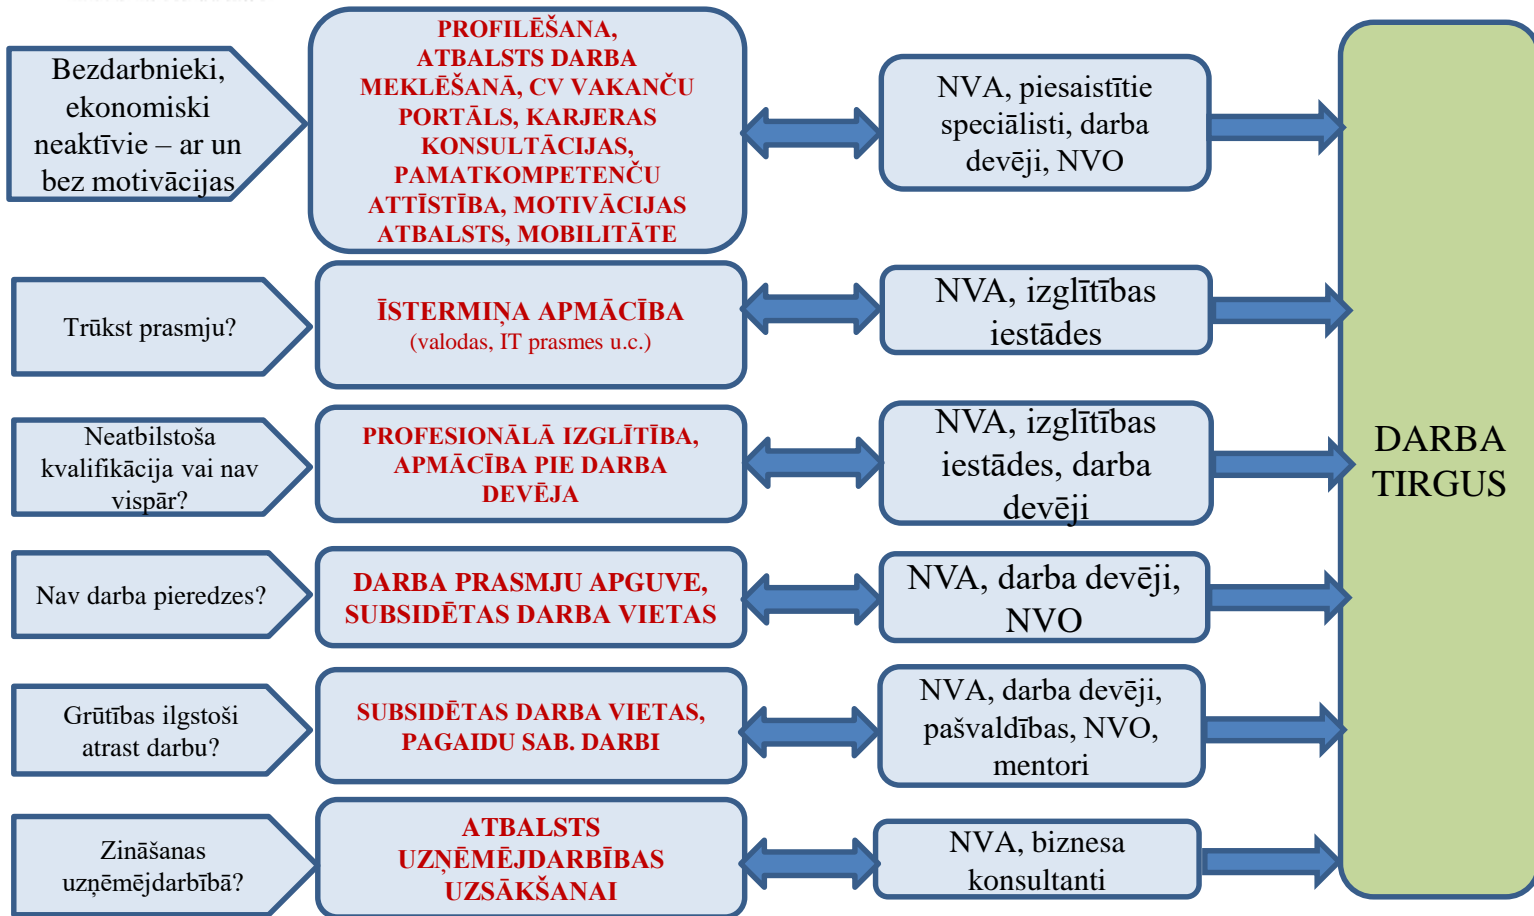 Bezdarbnieki,
ekonomiski
neaktīvie – ar un
bez motivācijas
PROFILĒŠANA,
ATBALSTS DARBA
MEKLĒŠANĀ, CV VAKANČU
PORTĀLS, KARJERAS
KONSULTĀCIJAS,
PAMATKOMPETENČU
ATTĪSTĪBA, MOTIVĀCIJAS
ATBALSTS, MOBILITĀTE
NVA, piesaistītie
speciālisti, darba
devēji, NVO
Trūkst prasmju?
ĪSTERMIŅA APMĀCĪBA
(valodas, IT prasmes u.c.)
NVA, izglītības
iestādes
Neatbilstoša
kvalifikācija vai nav
vispār?
PROFESIONĀLĀ IZGLĪTĪBA,
APMĀCĪBA PIE DARBA
DEVĒJA
NVA, izglītības
iestādes, darba
devēji
Nav darba pieredzes?
DARBA PRASMJU APGUVE,
SUBSIDĒTAS DARBA VIETAS
NVA, darba devēji,
NVO
Grūtības ilgstoši
atrast darbu?
SUBSIDĒTAS DARBA VIETAS,
PAGAIDU SAB. DARBI
NVA, darba devēji,
pašvaldības, NVO,
mentori
Zināšanas
uzņēmējdarbībā?
ATBALSTS
UZŅĒMĒJDARBĪBAS
UZSĀKŠANAI
NVA, biznesa
konsultanti
DARBA
TIRGUS